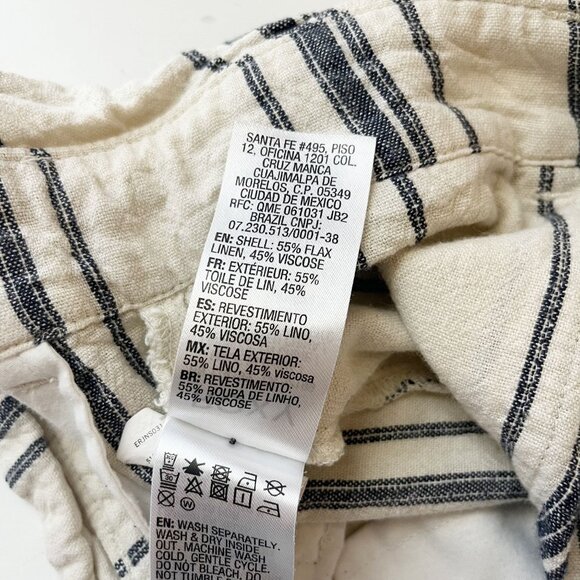 SANTA FE #495, PISO
12, OFICINA 1201 COL.
CRUZ MANCA
CUAJIMALPA DE
MORELOS, C.P. 05349
CIUDAD DE MEXICO
RFC: QME 061031 JB2
BRAZIL CNPJ:
07.230.513/0001-38
EN: SHELL: 55% FLAX
LINEN, 45% VISCOSE
FR: EXTÉRIEUR: 55%
TOILE DE LIN, 45%
VISCOSE
ES: REVESTIMIENTO
EXTERIOR: 55% LINO,
45% VISCOSA
MX: TELA EXTERIOR:
55% LINO, 45% viscosa
BR: REVESTIMENTO:
55% ROUPA DE LINHO,
45% VISCOSE
W
EN: WASH SEPARATELY.
WASH & DRY INSIDE
OUT. MACHINE WASH
COLD, GENTLE CYCLE.
DO NOT BLEACH. DO
NOT TUMBLE